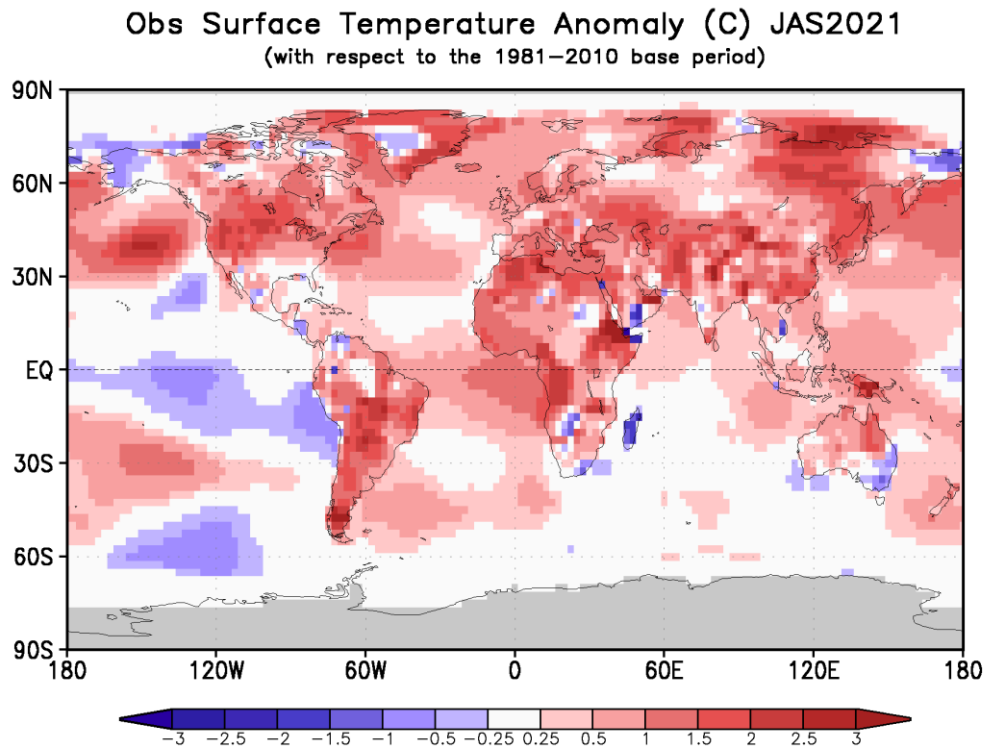 Obs Surface Temperature Anomaly (C) JAS2021
(with respect to the 1981−2010 base period)
90N
60N
30N
EQ
30S
60S
90S
180 120W 60W 0 60E 120E 180
−3 −2.5 −2 −1.5 −1 −0.5 −0.25 0.25 0.5 1 1.5 2 2.5 3